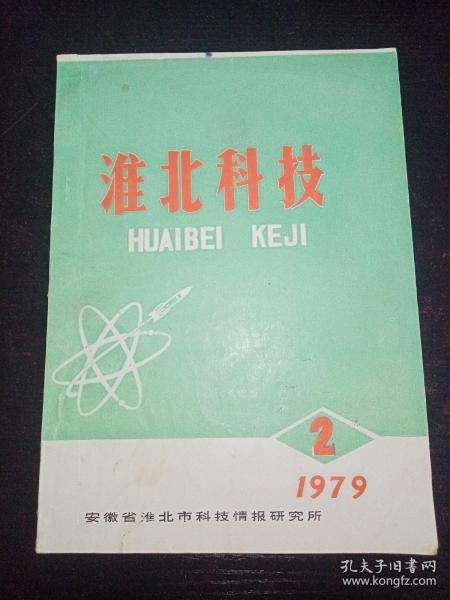 淮北科技
HUAIBEI KEJI
2
1979
安徽省淮北市科技情报研究所
孔夫子旧书网
www.kongfz.com